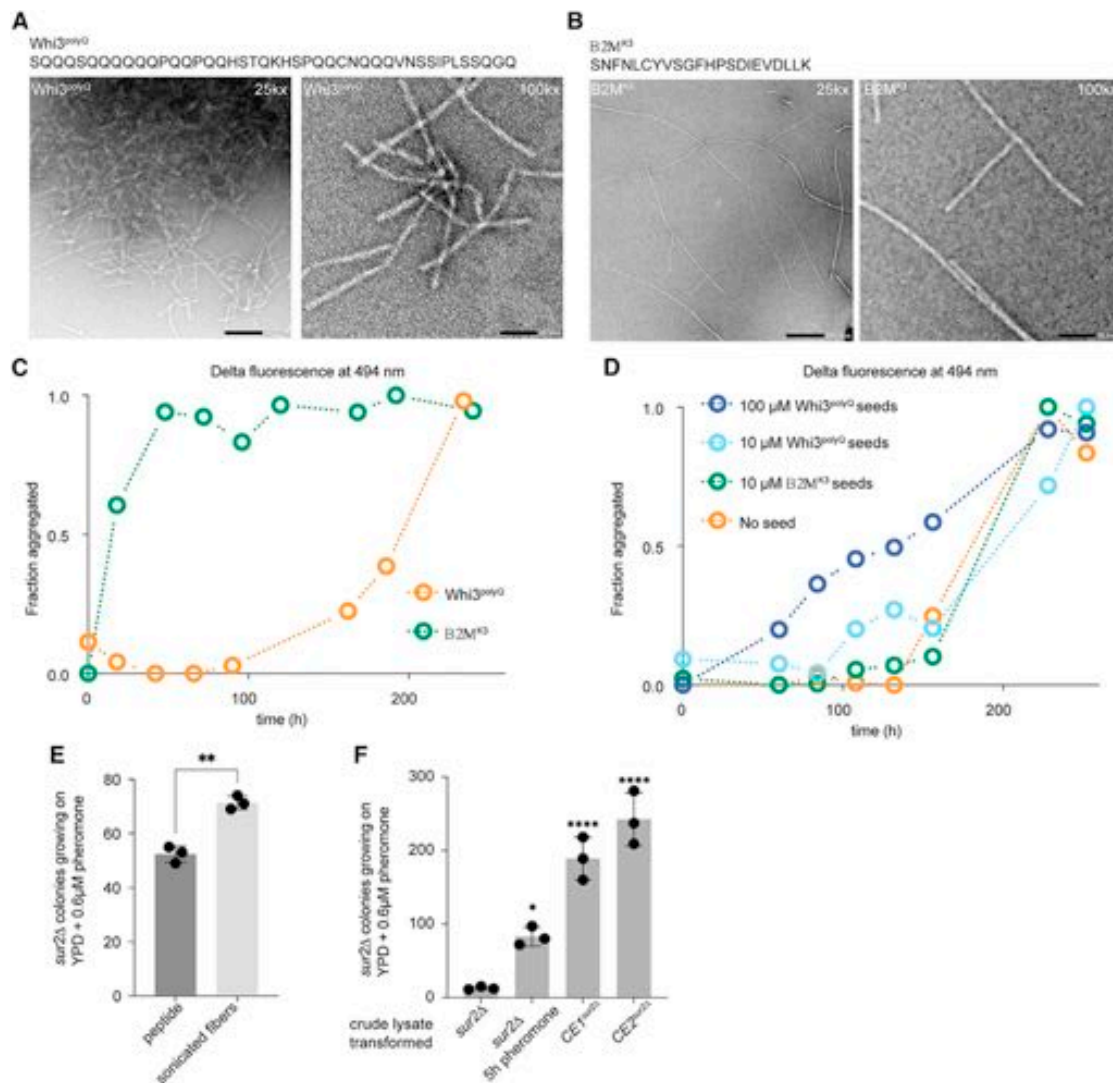 A
Whi3polyQ
SQQQSQQQQQQPQQPQQHSTQKHSPQQCNQQQVNSSIPLSSQGQ
Whi3polyQ 25kx
Whi3polyQ 100kx
B
B2MK3
SNFNLCYVSGFHPSDIEVDLLK
B2MK3 25kx
B2MK3 100kx
C
Delta fluorescence at 494 nm
Fraction aggregated
1.0
0.5
0.0
0 100 200
time (h)
Whi3polyQ
B2MK3
D
Delta fluorescence at 494 nm
Fraction aggregated
1.0
0.5
0.0
0 100 200
time (h)
100 µM Whi3polyQ seeds
10 µM Whi3polyQ seeds
10 µM B2MK3 seeds
No seed
E
sur2Δ colonies growing on
YPD + 0.6µM pheromone
80
60
40
20
0
**
peptide
sonicated fibers
F
sur2Δ colonies growing on
YPD + 0.6µM pheromone
300
200
100
0
*
****
****
crude lysate
transformed
sur2Δ
sur2Δ
5h pheromone
CE1sur2Δ
CE2sur2Δ